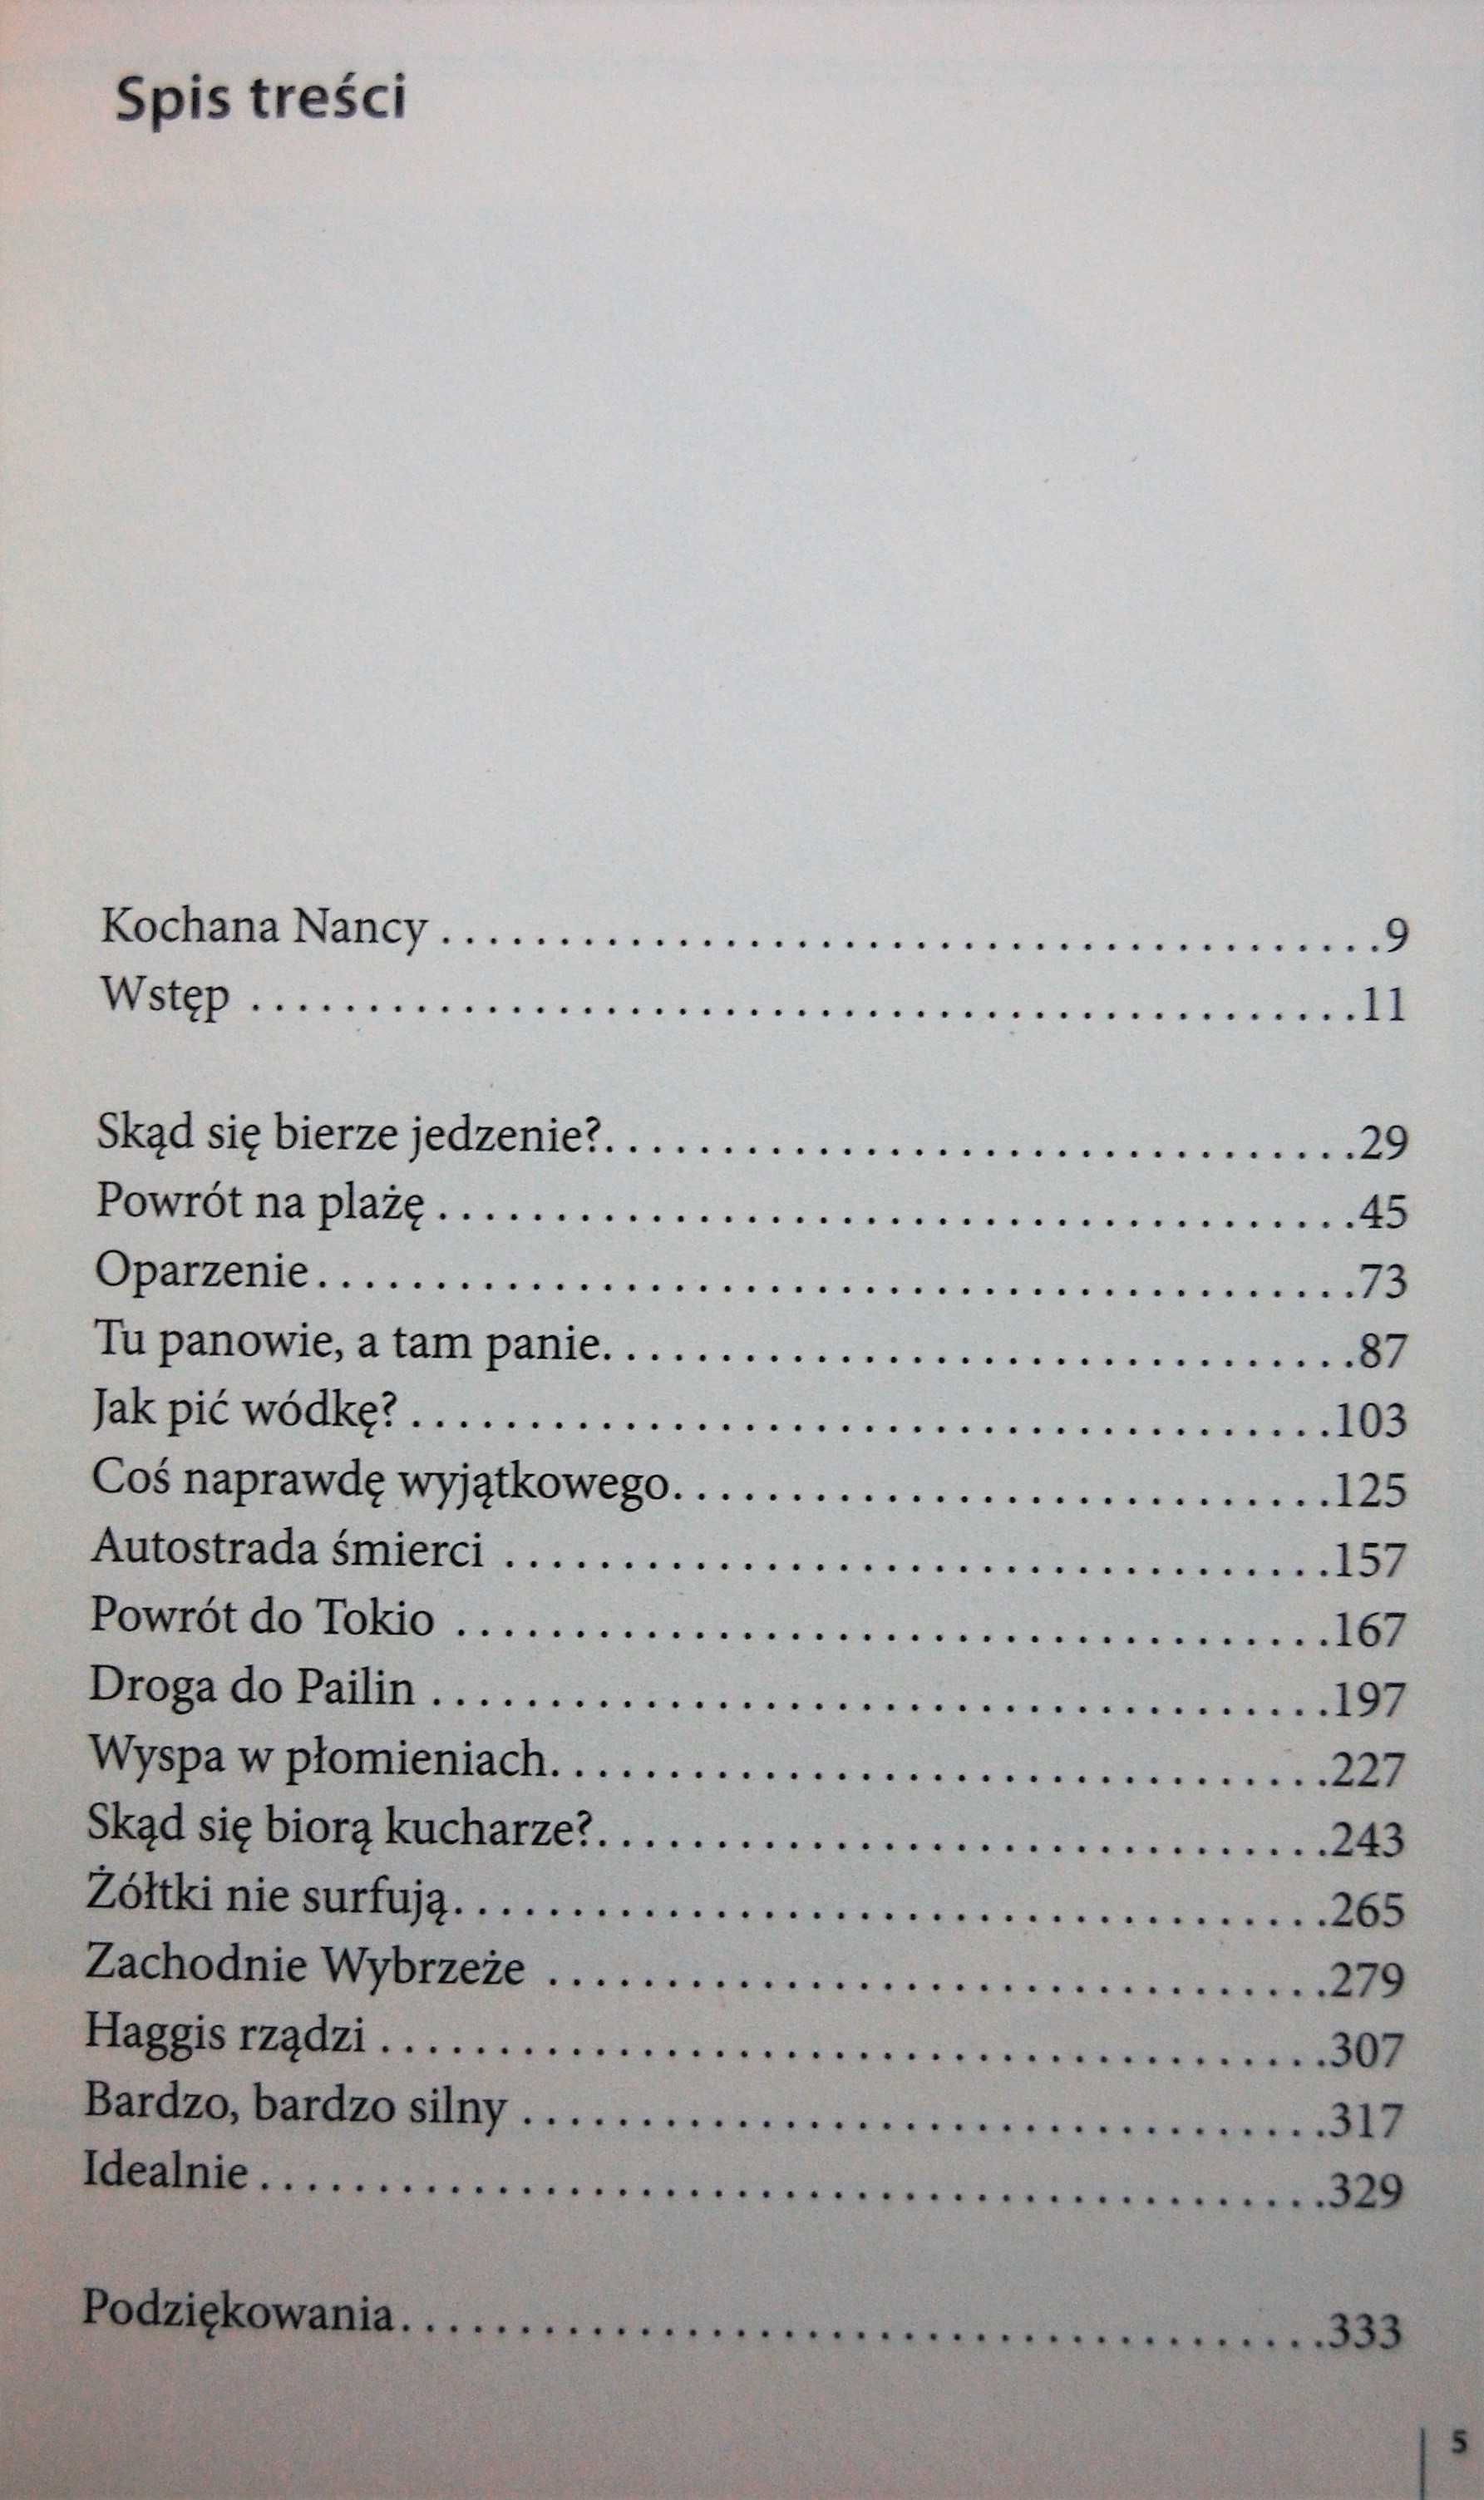 Spis treści
Kochana Nancy . . . . . . . . . . . . . . . . . . . . . . . . . . . . . . . . . . . . . . . .9
Wstęp . . . . . . . . . . . . . . . . . . . . . . . . . . . . . . . . . . . . . . . . . . . . . . .11
Skąd się bierze jedzenie?. . . . . . . . . . . . . . . . . . . . . . . . . . . . . . . .29
Powrót na plażę . . . . . . . . . . . . . . . . . . . . . . . . . . . . . . . . . . . . . . .45
Oparzenie. . . . . . . . . . . . . . . . . . . . . . . . . . . . . . . . . . . . . . . . . . . .73
Tu panowie, a tam panie. . . . . . . . . . . . . . . . . . . . . . . . . . . . . . . .87
Jak pić wódkę? . . . . . . . . . . . . . . . . . . . . . . . . . . . . . . . . . . . . . . .103
Coś naprawdę wyjątkowego. . . . . . . . . . . . . . . . . . . . . . . . . . . .125
Autostrada śmierci . . . . . . . . . . . . . . . . . . . . . . . . . . . . . . . . . . .157
Powrót do Tokio . . . . . . . . . . . . . . . . . . . . . . . . . . . . . . . . . . . . .167
Droga do Pailin . . . . . . . . . . . . . . . . . . . . . . . . . . . . . . . . . . . . . .197
Wyspa w płomieniach. . . . . . . . . . . . . . . . . . . . . . . . . . . . . . . . .227
Skąd się biorą kucharze?. . . . . . . . . . . . . . . . . . . . . . . . . . . . . . .243
Żółtki nie surfują. . . . . . . . . . . . . . . . . . . . . . . . . . . . . . . . . . . . .265
Zachodnie Wybrzeże . . . . . . . . . . . . . . . . . . . . . . . . . . . . . . . . .279
Haggis rządzi . . . . . . . . . . . . . . . . . . . . . . . . . . . . . . . . . . . . . . . .307
Bardzo, bardzo silny . . . . . . . . . . . . . . . . . . . . . . . . . . . . . . . . . .317
Idealnie . . . . . . . . . . . . . . . . . . . . . . . . . . . . . . . . . . . . . . . . . . . . .329
Podziękowania. . . . . . . . . . . . . . . . . . . . . . . . . . . . . . . . . . . . . . .333
5